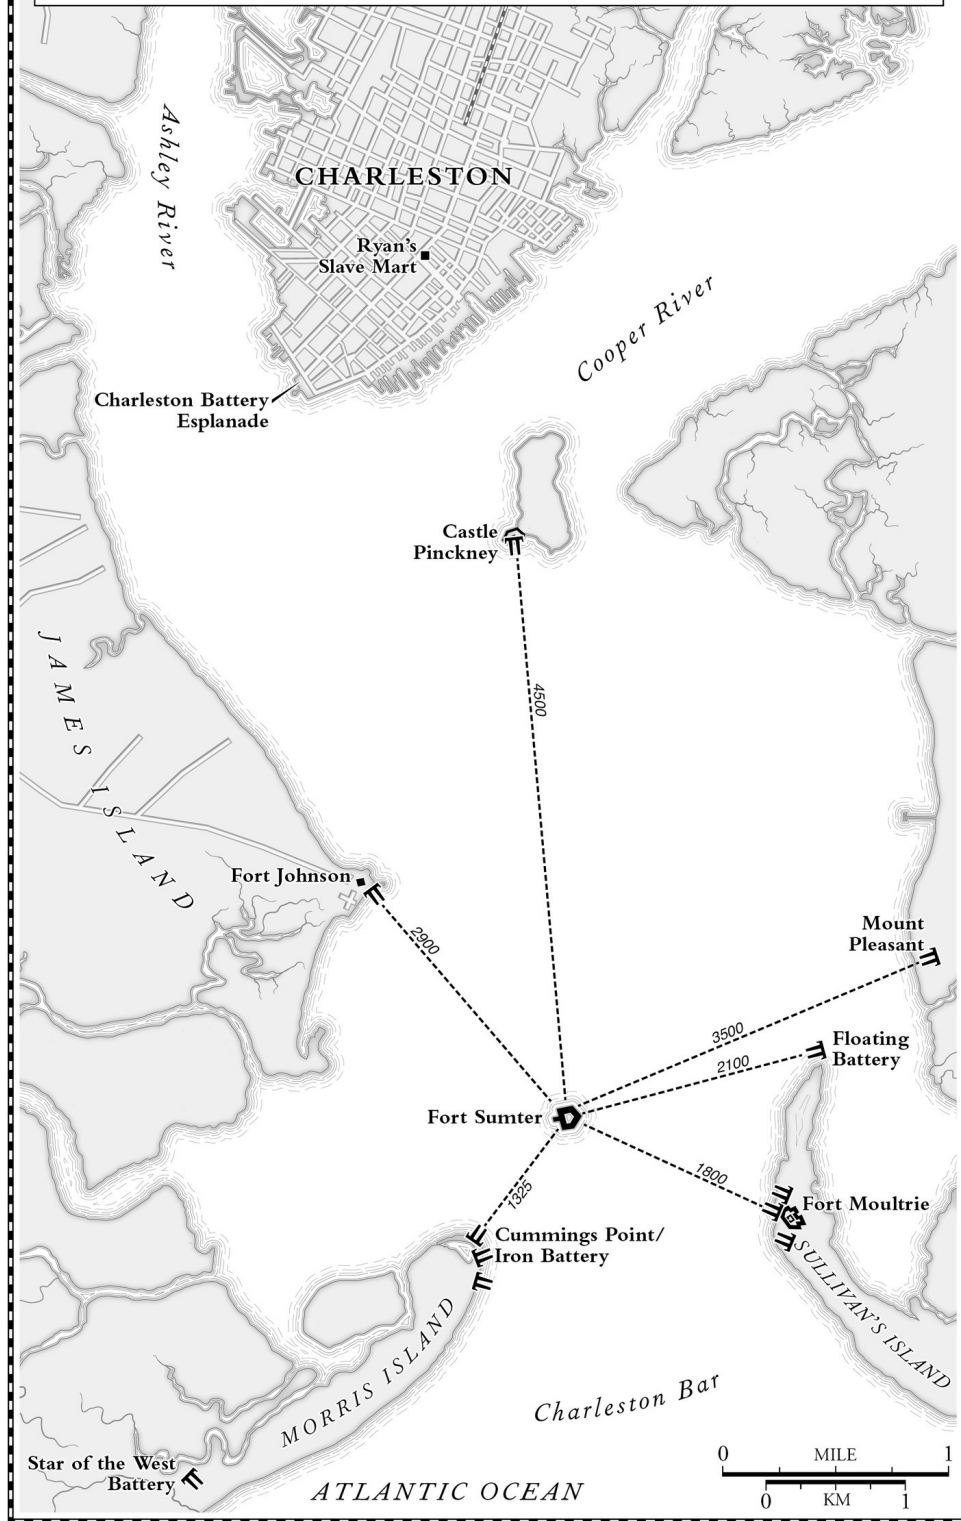 Ashley River
CHARLESTON
Ryan's
Slave Mart
Cooper River
Charleston Battery
Esplanade
Castle
Pinckney
4500
JAMES ISLAND
Fort Johnson
2900
Mount
Pleasant
3500
Floating
Battery
2100
Fort Sumter
1800
1325
Fort Moultrie
Cummings Point/
Iron Battery
SULLIVAN'S ISLAND
MORRIS ISLAND
Charleston Bar
Star of the West
Battery
ATLANTIC OCEAN
0 MILE 1
0 KM 1